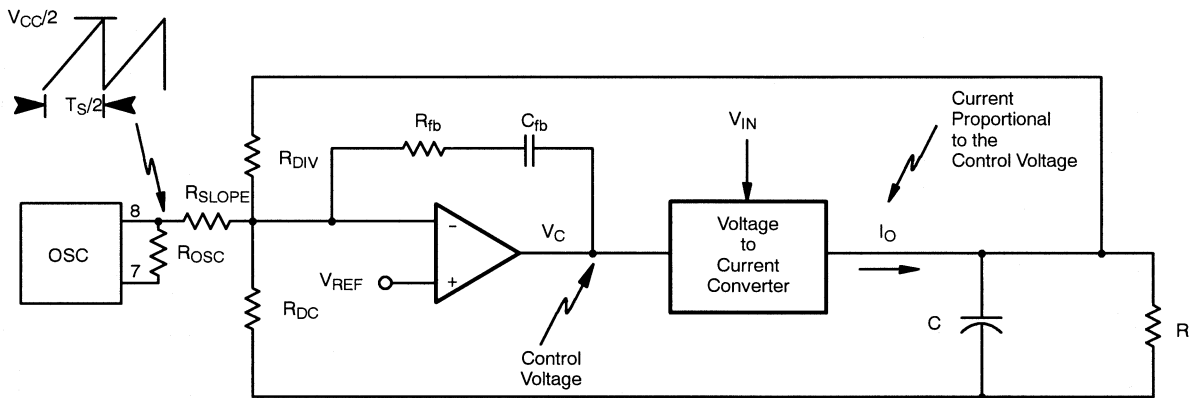 VCC/2
TS/2
Current
Proportional
to the
Control Voltage
Rfb
Cfb
VIN
RDIV
RSLOPE
8
OSC
ROSC
7
−
+
VREF
VC
Voltage
to
Current
Converter
IO
RDC
C
R
Control
Voltage